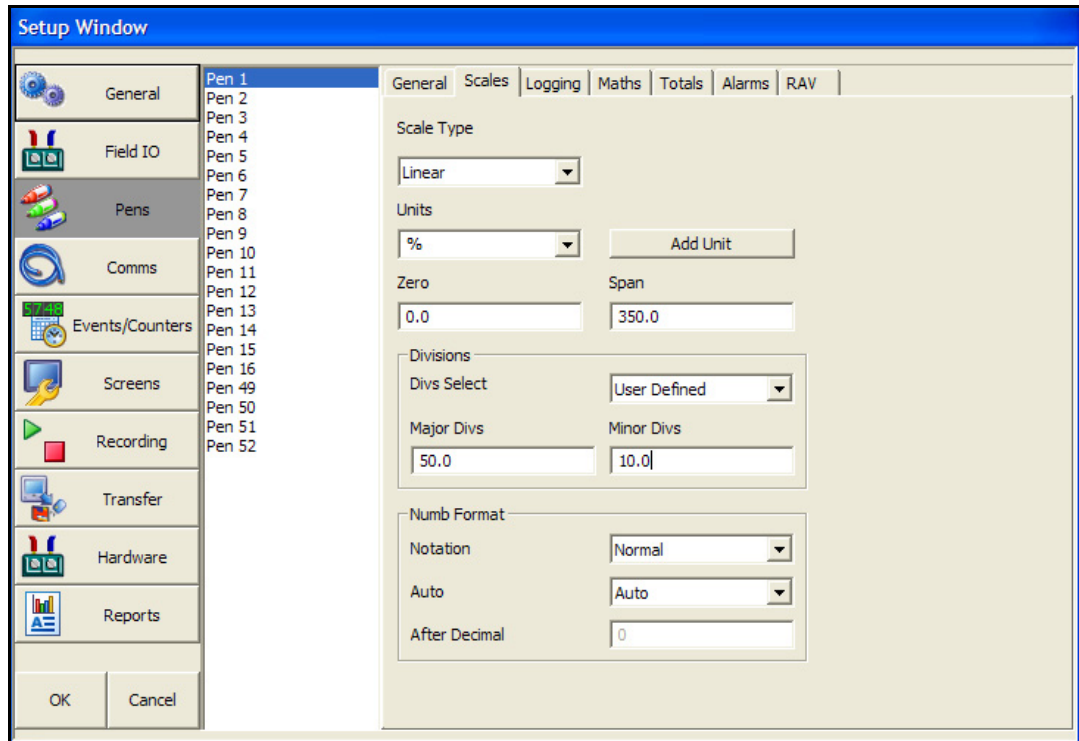 Setup Window
General
Field IO
Pens
Comms
5748
Events/Counters
Screens
Recording
Transfer
Hardware
Reports
OK
Cancel
Pen 1
Pen 2
Pen 3
Pen 4
Pen 5
Pen 6
Pen 7
Pen 8
Pen 9
Pen 10
Pen 11
Pen 12
Pen 13
Pen 14
Pen 15
Pen 16
Pen 49
Pen 50
Pen 51
Pen 52
General Scales Logging Maths Totals Alarms RAV
Scale Type
Linear
Units
% Add Unit
Zero Span
0.0 350.0
Divisions
Divs Select User Defined
Major Divs Minor Divs
50.0 10.0
Numb Format
Notation Normal
Auto Auto
After Decimal 0